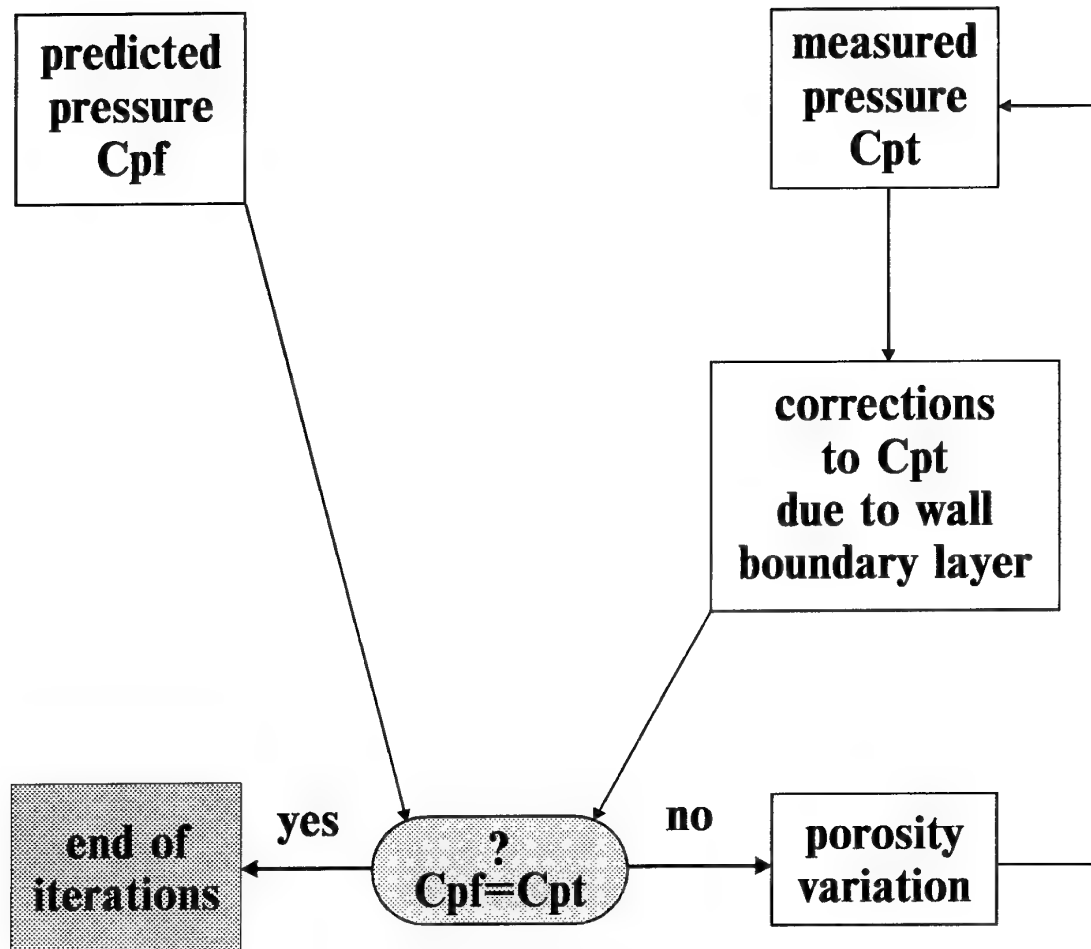 predicted
pressure
Cpf
measured
pressure
Cpt
corrections
to Cpt
due to wall
boundary layer
yes
?
Cpf=Cpt
no
end of
iterations
porosity
variation